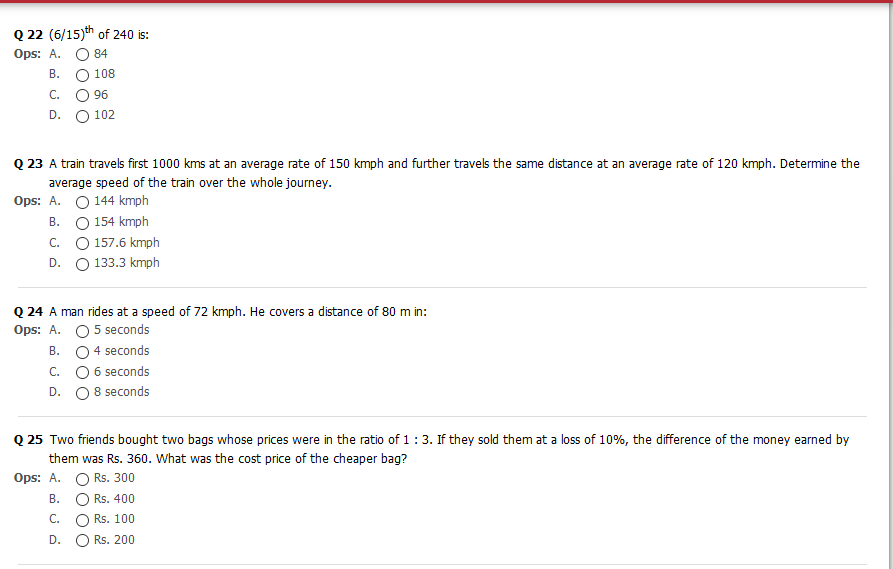 Q 22 (6/15)th of 240 is:
Ops: A. 84
B. 108
C. 96
D. 102
Q 23 A train travels first 1000 kms at an average rate of 150 kmph and further travels the same distance at an average rate of 120 kmph. Determine the
average speed of the train over the whole journey.
Ops: A. 144 kmph
B. 154 kmph
C. 157.6 kmph
D. 133.3 kmph
Q 24 A man rides at a speed of 72 kmph. He covers a distance of 80 m in:
Ops: A. 5 seconds
B. 4 seconds
C. 6 seconds
D. 8 seconds
Q 25 Two friends bought two bags whose prices were in the ratio of 1 : 3. If they sold them at a loss of 10%, the difference of the money earned by
them was Rs. 360. What was the cost price of the cheaper bag?
Ops: A. Rs. 300
B. Rs. 400
C. Rs. 100
D. Rs. 200